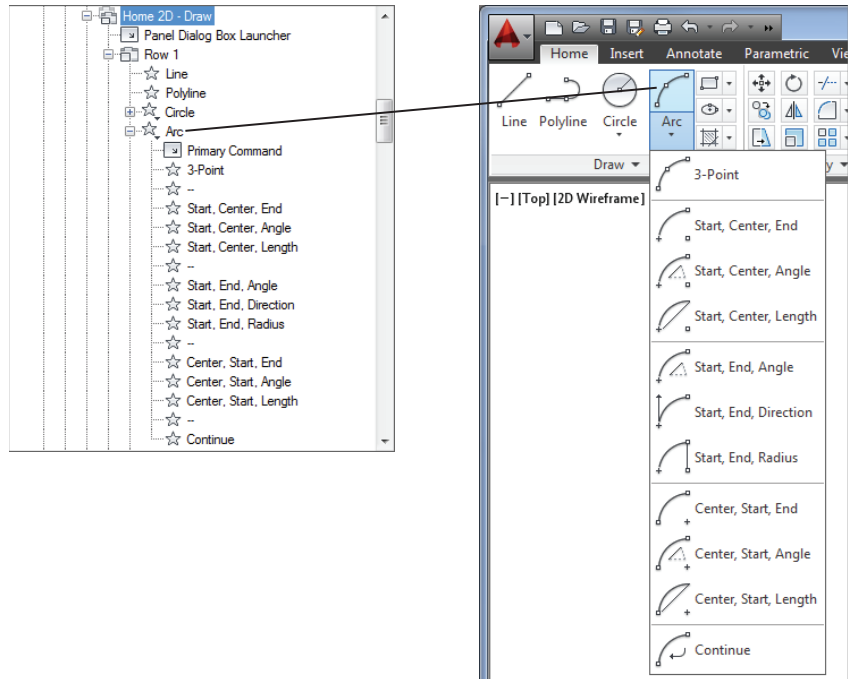 Home 2D - Draw
Panel Dialog Box Launcher
Row 1
Line
Polyline
Circle
Arc
Primary Command
3-Point
--
Start, Center, End
Start, Center, Angle
Start, Center, Length
--
Start, End, Angle
Start, End, Direction
Start, End, Radius
--
Center, Start, End
Center, Start, Angle
Center, Start, Length
--
Continue
Home Insert Annotate Parametric
Line Polyline Circle Arc
Draw y
[−] [Top] [2D Wireframe]
3-Point
Start, Center, End
Start, Center, Angle
Start, Center, Length
Start, End, Angle
Start, End, Direction
Start, End, Radius
Center, Start, End
Center, Start, Angle
Center, Start, Length
Continue